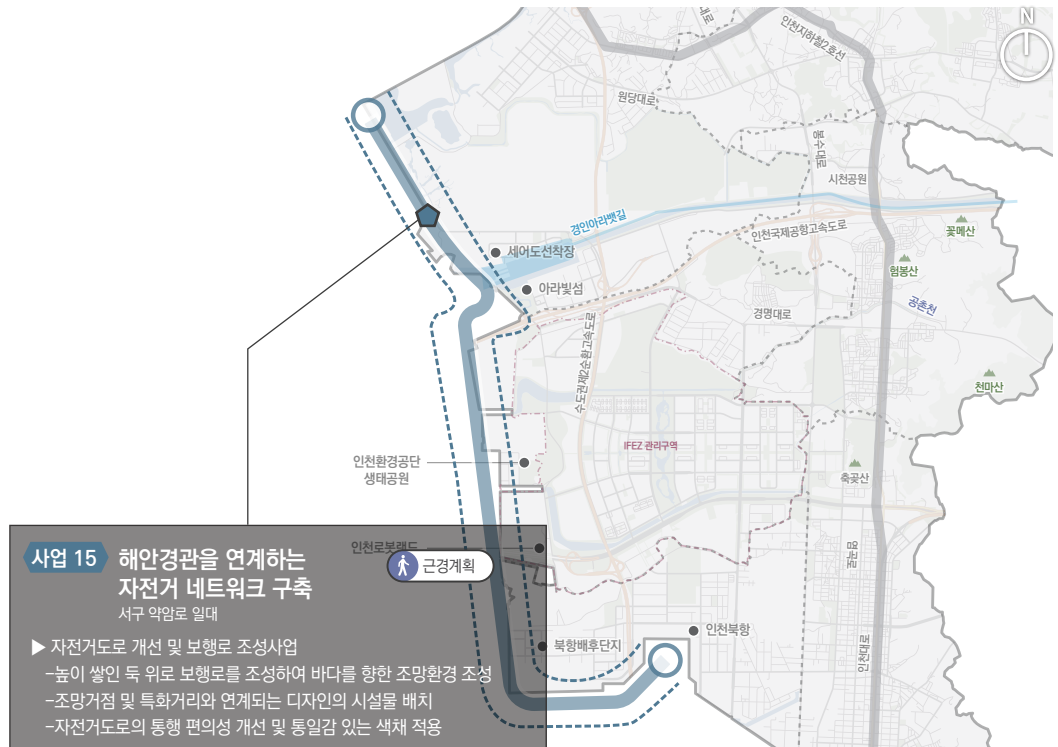 N
인천지하철2호선
원당대로
봉수대로
시천공원
경인아라뱃길
꽃메산
인천국제공항고속도로
세어도선착장
험봉산
아라빛섬
공촌천
경명대로
수도권제2순환고속도로
천마산
IFEZ 관리구역
인천환경공단
생태공원
축곶산
인천로봇랜드
근경계획
사업 15
해안경관을 연계하는
자전거 네트워크 구축
서구 약암로 일대
▶ 자전거도로 개선 및 보행로 조성사업
-높이 쌓인 둑 위로 보행로를 조성하여 바다를 향한 조망환경 조성
-조망거점 및 특화거리와 연계되는 디자인의 시설물 배치
-자전거도로의 통행 편의성 개선 및 통일감 있는 색채 적용
북항배후단지
인천북항
인천대로